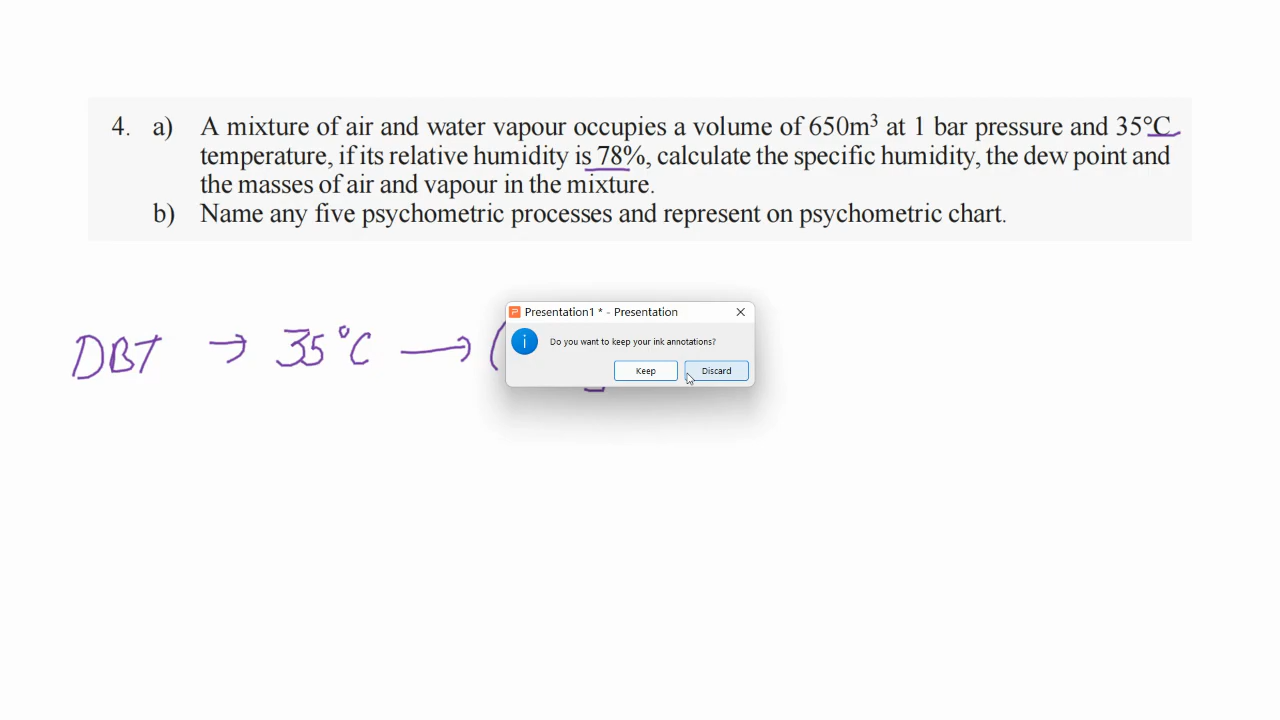 4. a) A mixture of air and water vapour occupies a volume of 650m³ at 1 bar pressure and 35°C
temperature, if its relative humidity is 78%, calculate the specific humidity, the dew point and
the masses of air and vapour in the mixture.
b) Name any five psychometric processes and represent on psychometric chart.
Presentation1 * - Presentation
Do you want to keep your ink annotations?
Keep Discard
DBT → 35°C → (